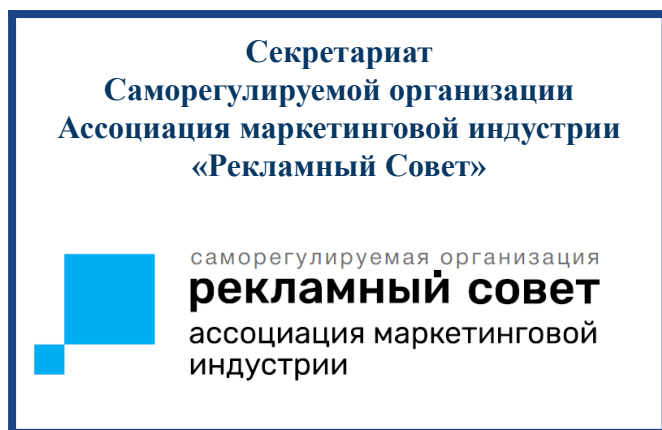 Секретариат
Саморегулируемой организации
Ассоциация маркетинговой индустрии
«Рекламный Совет»
саморегулируемая организация
рекламный совет
ассоциация маркетинговой
индустрии